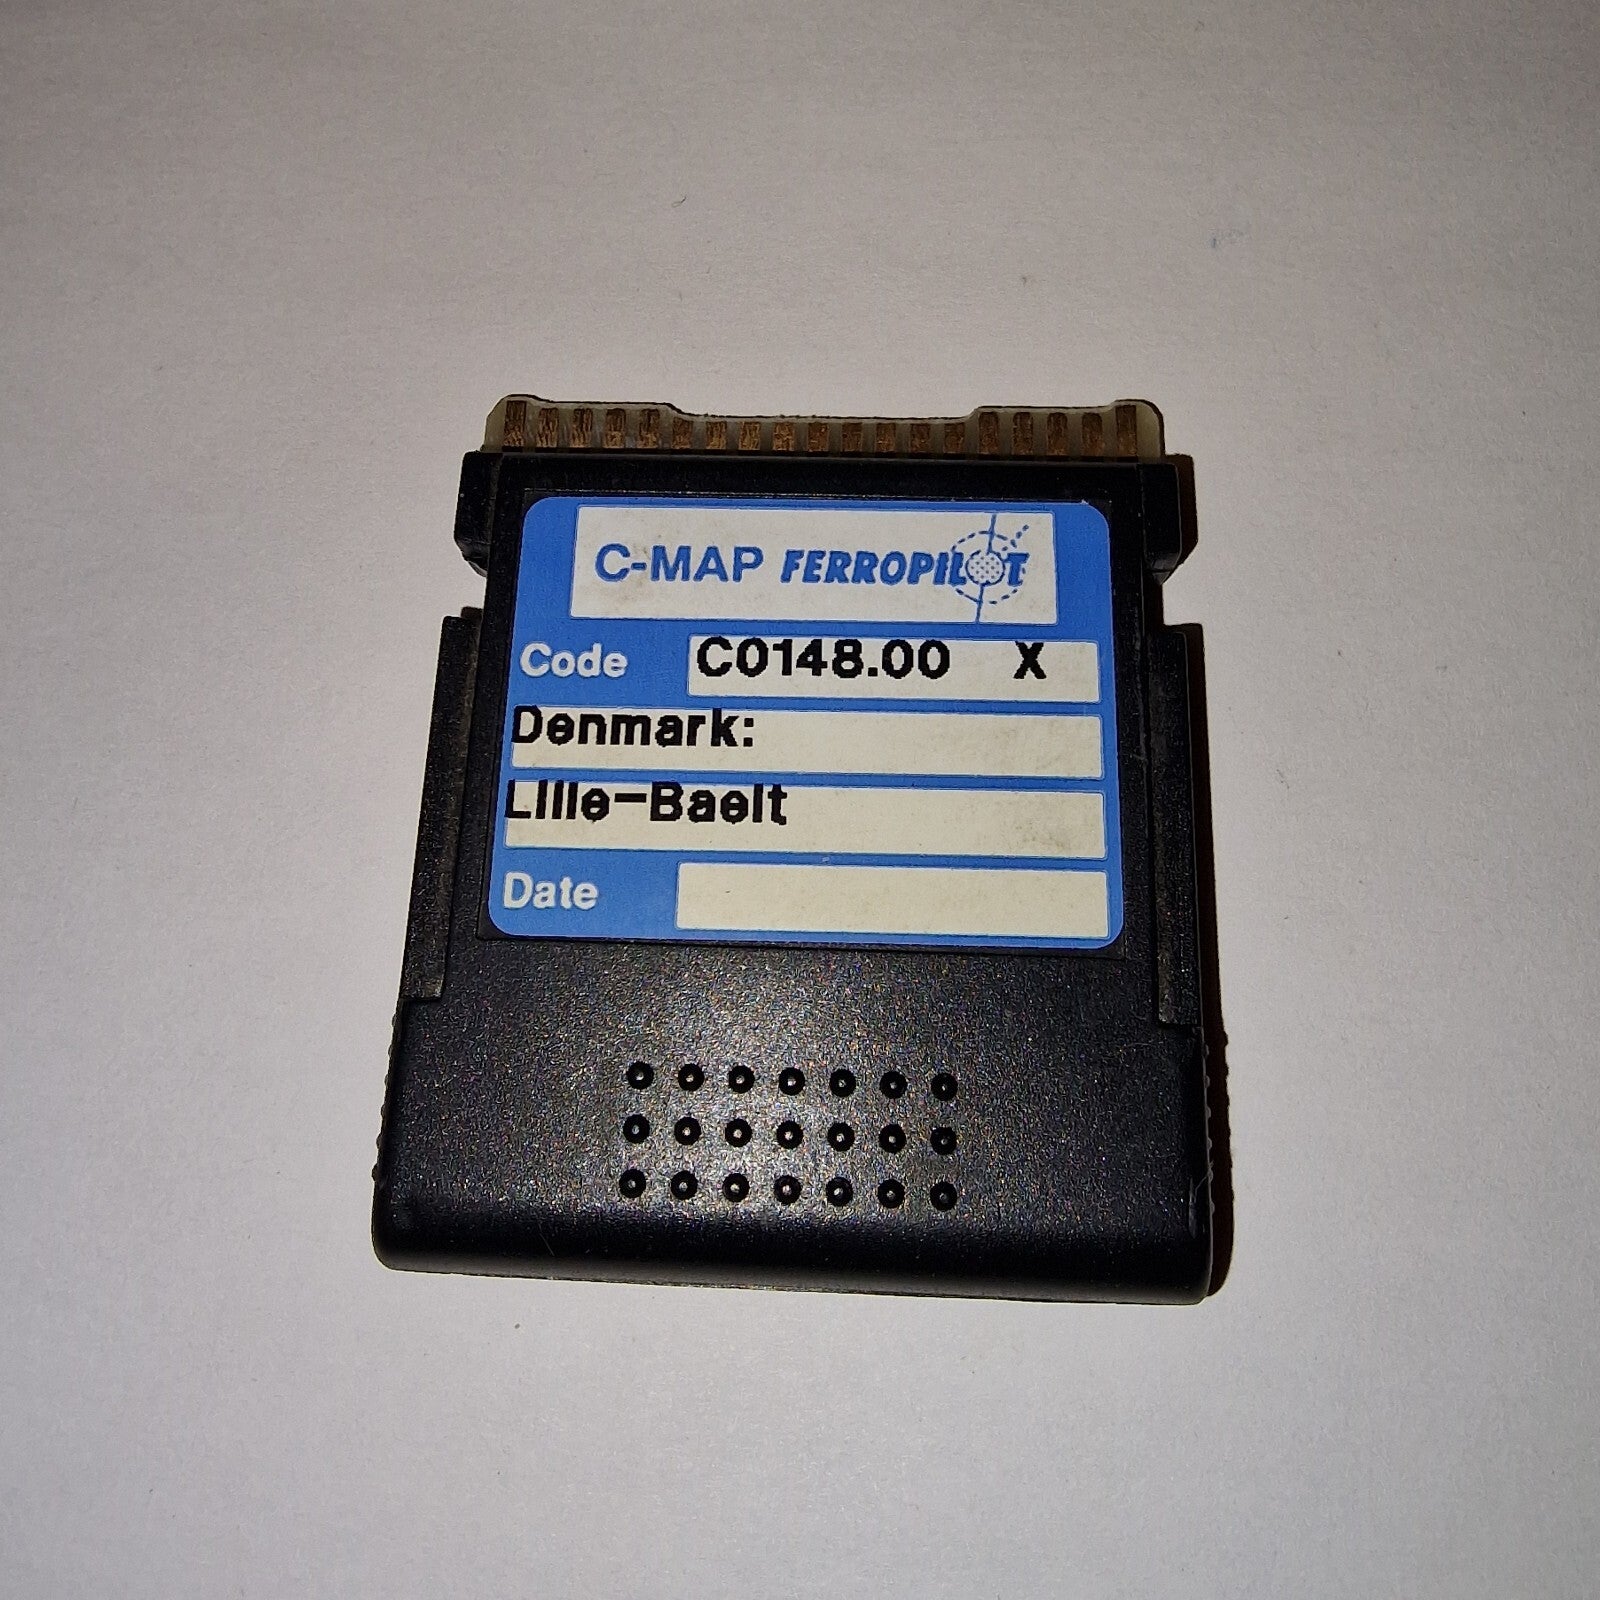 C-MAP FERROPILOT
Code C0148.00 X
Denmark:
Lille-Baelt
Date